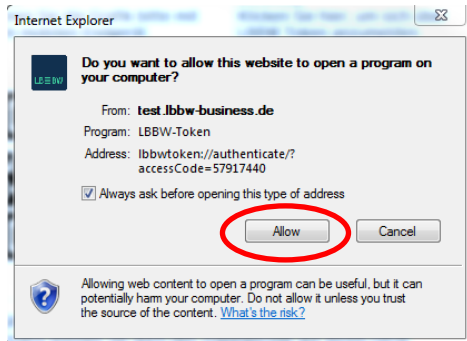 Internet Explorer
Do you want to allow this website to open a program on
your computer?
LBBW
From: test.lbbw-business.de
Program: LBBW-Token
Address: lbbwtoken://authenticate/?
accessCode=57917440
Always ask before opening this type of address
Allow Cancel
Allowing web content to open a program can be useful, but it can
potentially harm your computer. Do not allow it unless you trust
the source of the content. What's the risk?